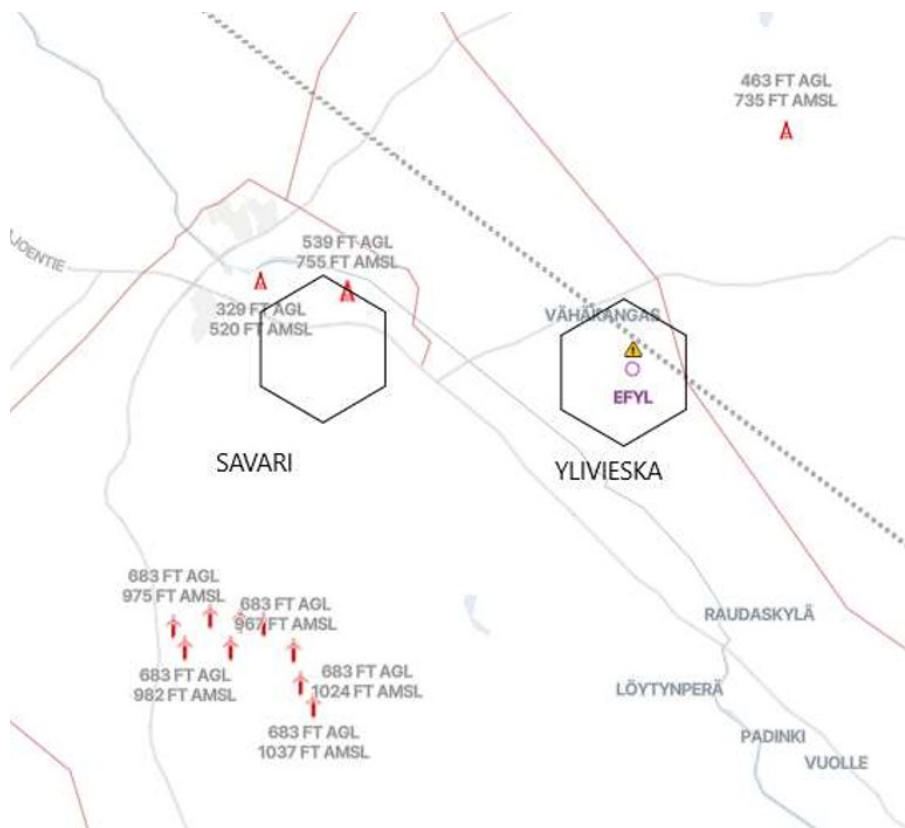 463 FT AGL
735 FT AMSL
JOENTIE
539 FT AGL
755 FT AMSL
329 FT AGL
520 FT AMSL
VÄHÄKANGAS
EFYL
SAVARI
YLIVIESKA
683 FT AGL
975 FT AMSL
683 FT AGL
967 FT AMSL
683 FT AGL
982 FT AMSL
683 FT AGL
1024 FT AMSL
683 FT AGL
1037 FT AMSL
RAUDASKYLÄ
LÖYTYNPERÄ
PADINKI
VUOLLE